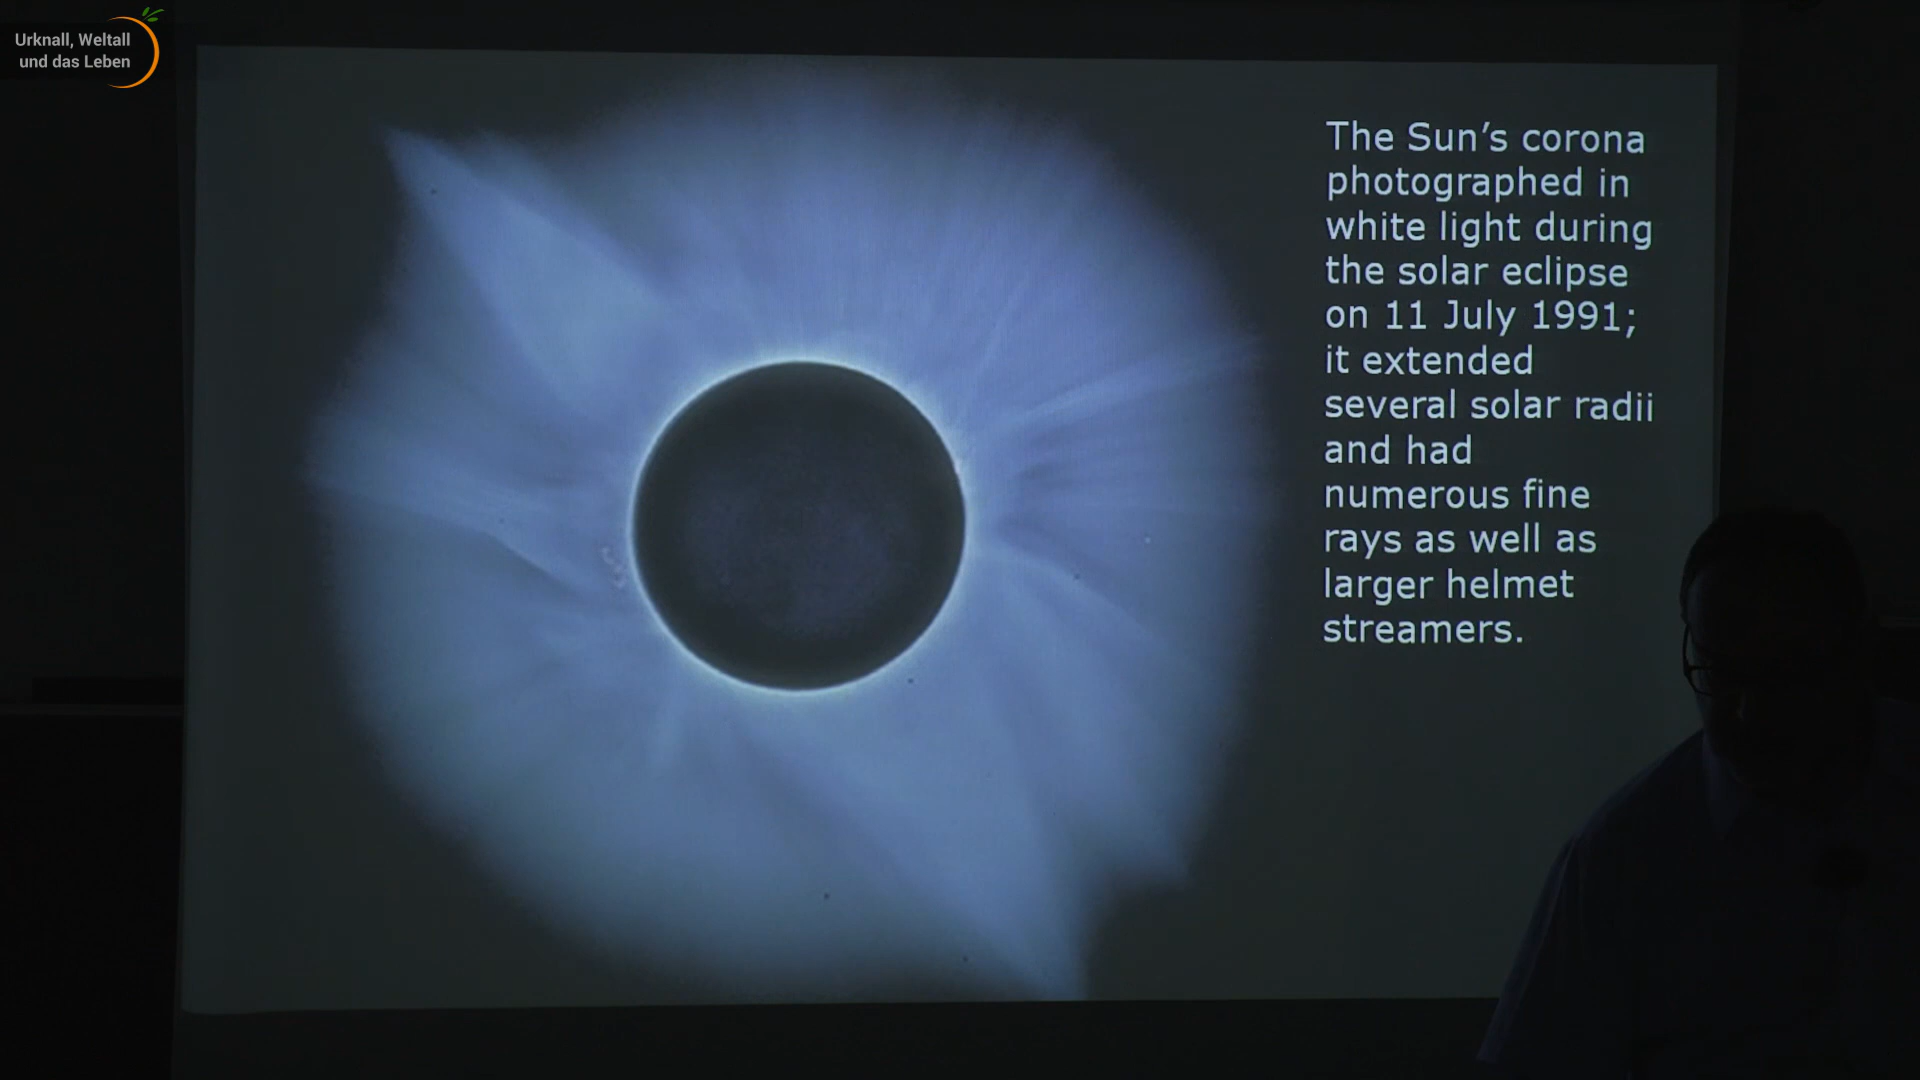 Urknall, Weltall
und das Leben
The Sun’s corona
photographed in
white light during
the solar eclipse
on 11 July 1991;
it extended
several solar radii
and had
numerous fine
rays as well as
larger helmet
streamers.